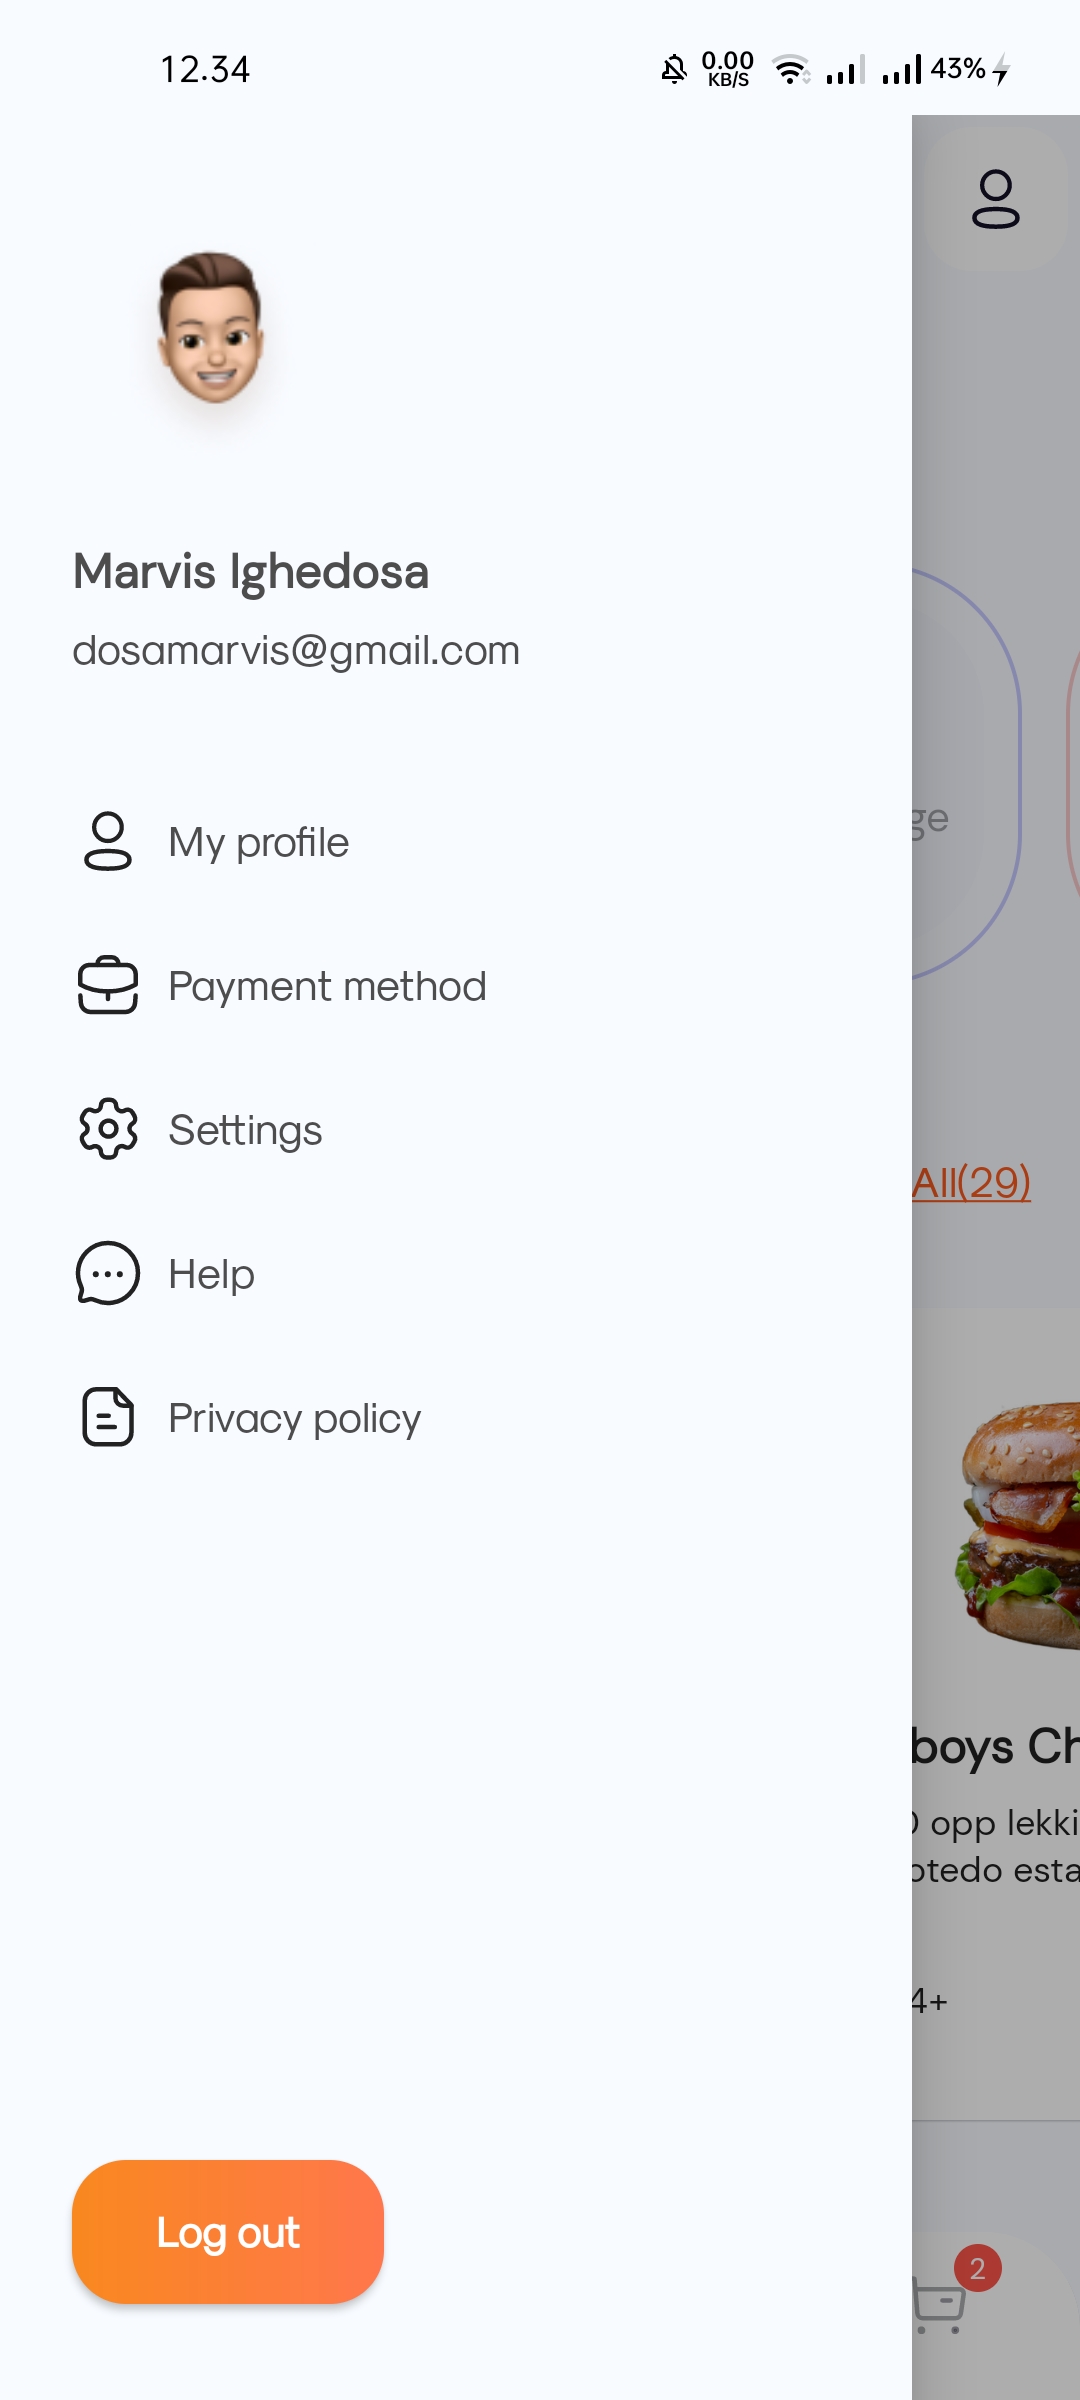 12.34
0.00
KB/S
43%
Marvis Ighedosa
dosamarvis@gmail.com
ge
My profile
Payment method
Settings
All(29)
Help
Privacy policy
boys Ch
opp lekki
otedo esta
4+
Log out
2